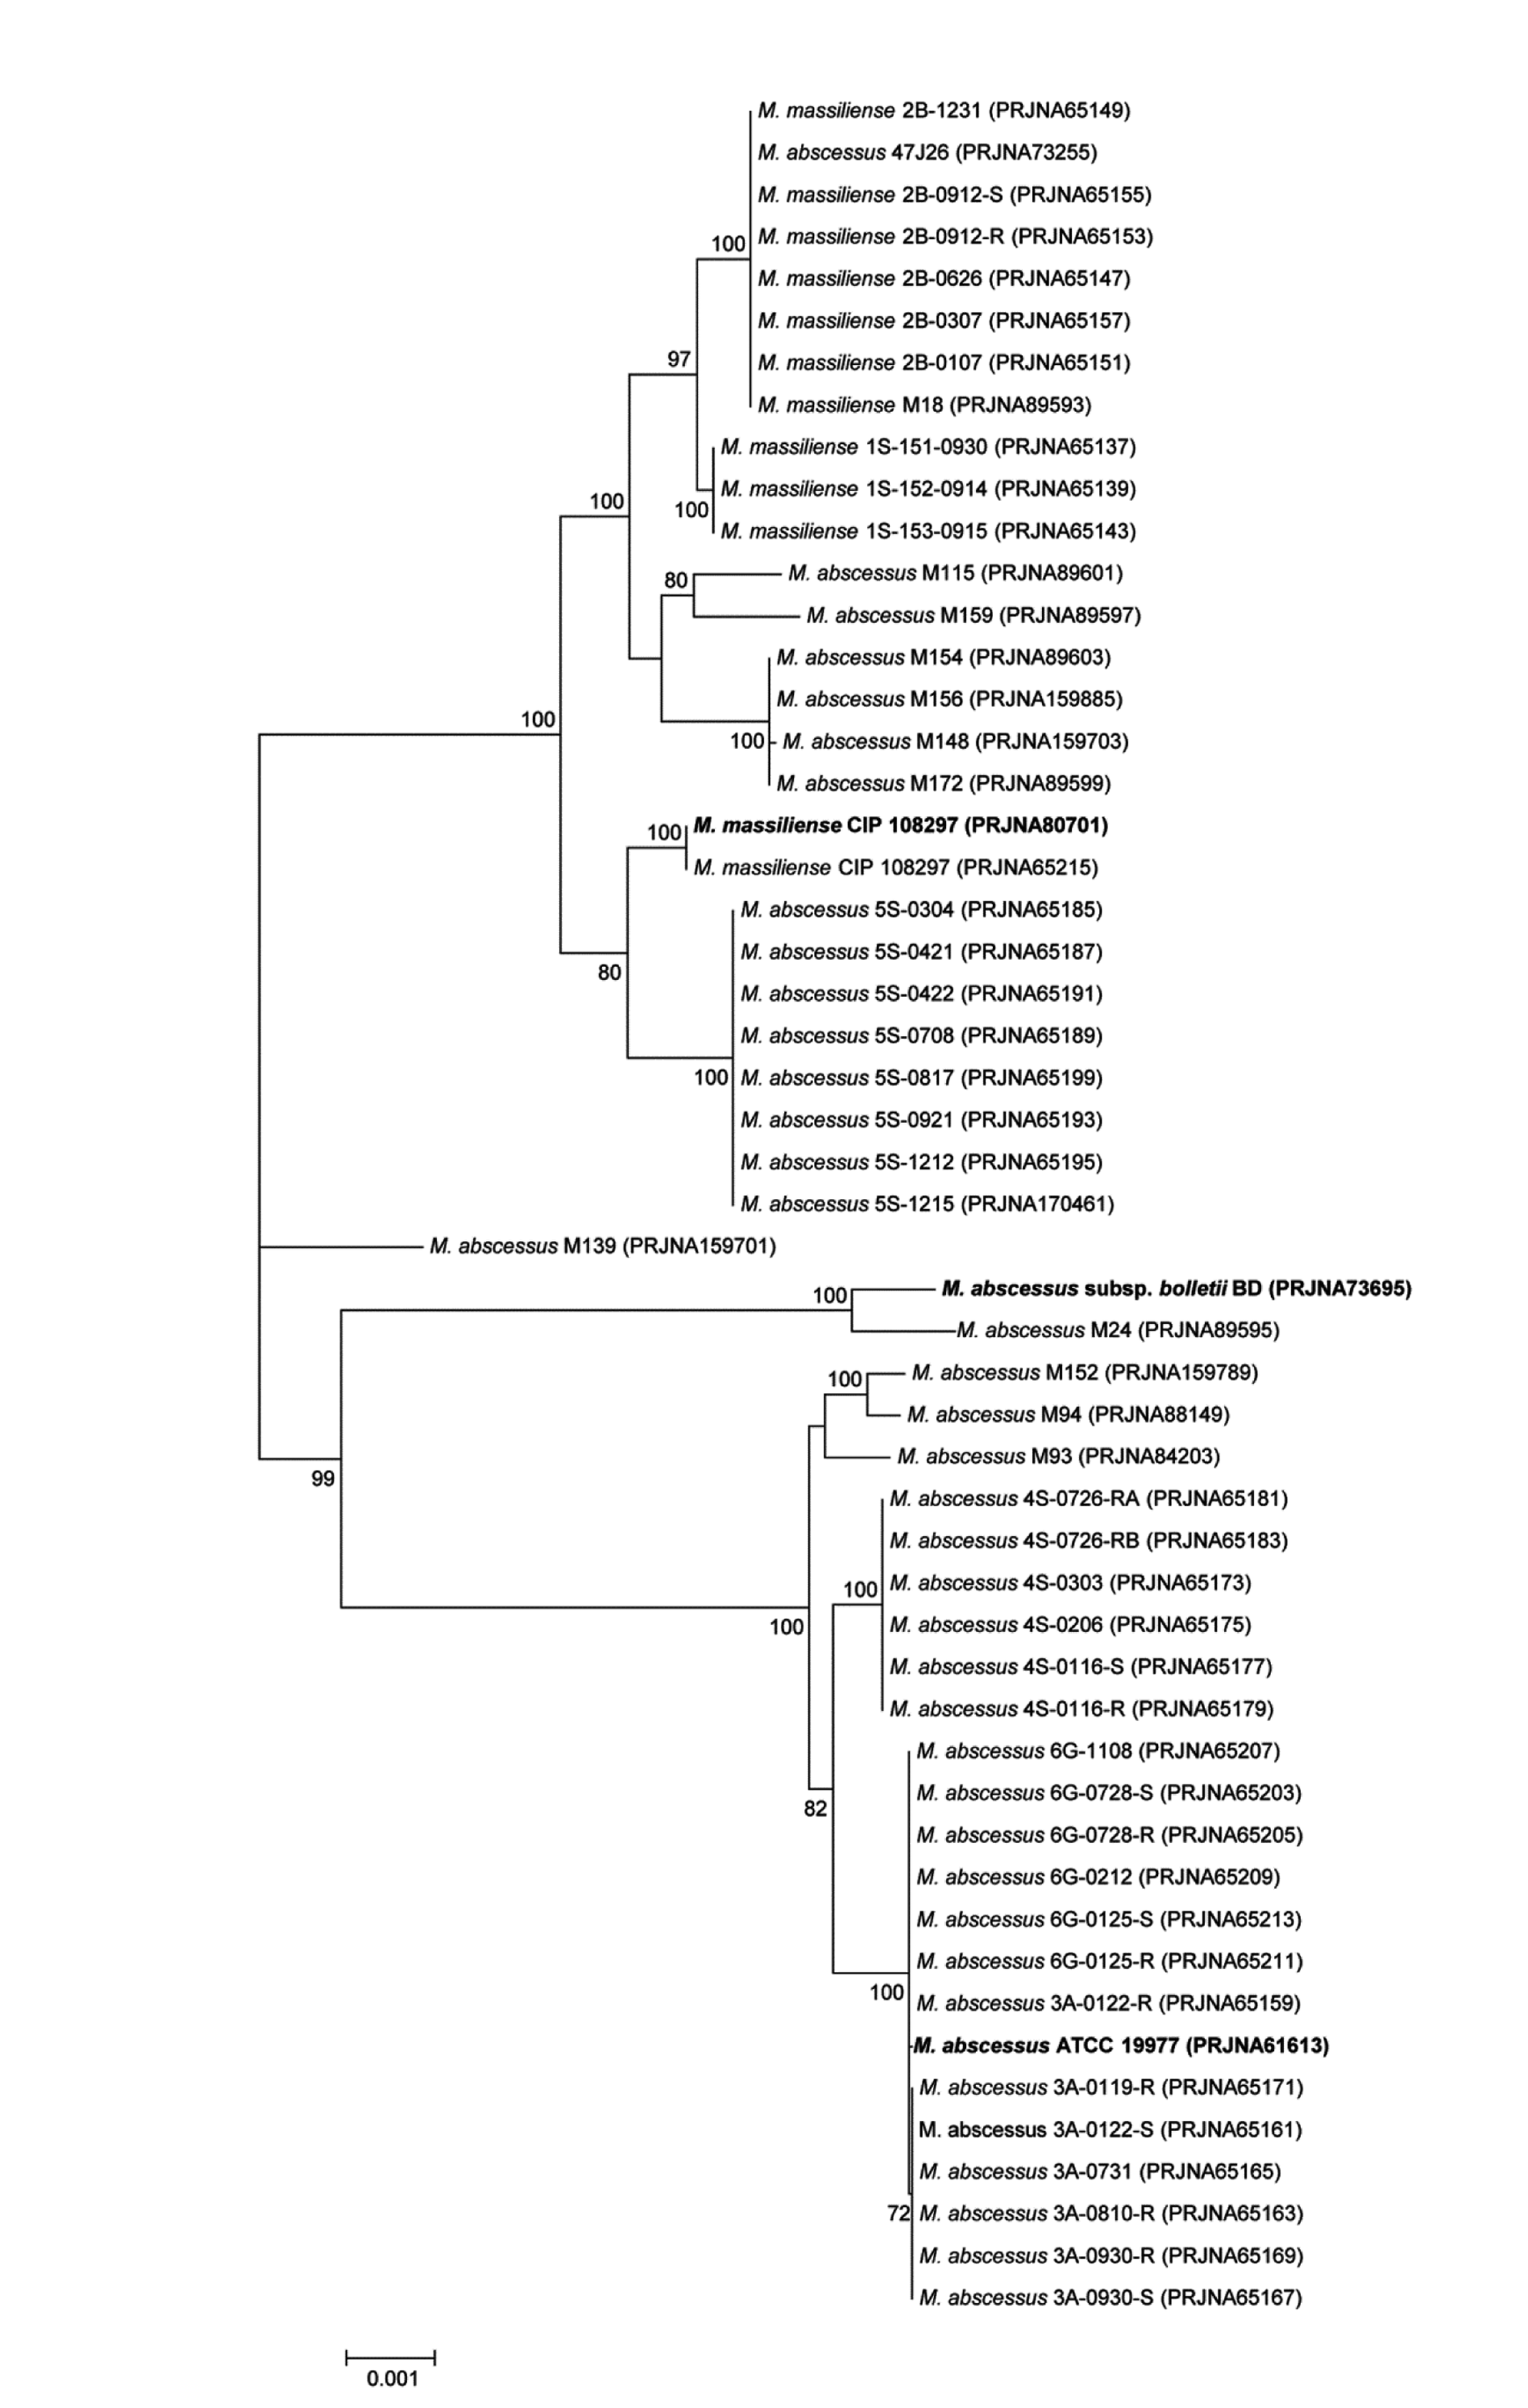 M. massiliense 2B-1231 (PRJNA65149)
M. abscessus 47J26 (PRJNA73255)
M. massiliense 2B-0912-S (PRJNA65155)
M. massiliense 2B-0912-R (PRJNA65153)
100
M. massiliense 2B-0626 (PRJNA65147)
M. massiliense 2B-0307 (PRJNA65157)
97
M. massiliense 2B-0107 (PRJNA65151)
M. massiliense M18 (PRJNA89593)
M. massiliense 1S-151-0930 (PRJNA65137)
100
M. massiliense 1S-152-0914 (PRJNA65139)
100
M. massiliense 1S-153-0915 (PRJNA65143)
80
M. abscessus M115 (PRJNA89601)
M. abscessus M159 (PRJNA89597)
M. abscessus M154 (PRJNA89603)
M. abscessus M156 (PRJNA159885)
100
100
M. abscessus M148 (PRJNA159703)
M. abscessus M172 (PRJNA89599)
100
M. massiliense CIP 108297 (PRJNA80701)
M. massiliense CIP 108297 (PRJNA65215)
M. abscessus 5S-0304 (PRJNA65185)
M. abscessus 5S-0421 (PRJNA65187)
80
M. abscessus 5S-0422 (PRJNA65191)
M. abscessus 5S-0708 (PRJNA65189)
100
M. abscessus 5S-0817 (PRJNA65199)
M. abscessus 5S-0921 (PRJNA65193)
M. abscessus 5S-1212 (PRJNA65195)
M. abscessus 5S-1215 (PRJNA170461)
M. abscessus M139 (PRJNA159701)
100
M. abscessus subsp. bolletii BD (PRJNA73695)
M. abscessus M24 (PRJNA89595)
100
M. abscessus M152 (PRJNA159789)
M. abscessus M94 (PRJNA88149)
M. abscessus M93 (PRJNA84203)
99
M. abscessus 4S-0726-RA (PRJNA65181)
M. abscessus 4S-0726-RB (PRJNA65183)
100
M. abscessus 4S-0303 (PRJNA65173)
100
M. abscessus 4S-0206 (PRJNA65175)
M. abscessus 4S-0116-S (PRJNA65177)
M. abscessus 4S-0116-R (PRJNA65179)
M. abscessus 6G-1108 (PRJNA65207)
M. abscessus 6G-0728-S (PRJNA65203)
82
M. abscessus 6G-0728-R (PRJNA65205)
M. abscessus 6G-0212 (PRJNA65209)
M. abscessus 6G-0125-S (PRJNA65213)
M. abscessus 6G-0125-R (PRJNA65211)
100
M. abscessus 3A-0122-R (PRJNA65159)
M. abscessus ATCC 19977 (PRJNA61613)
M. abscessus 3A-0119-R (PRJNA65171)
M. abscessus 3A-0122-S (PRJNA65161)
M. abscessus 3A-0731 (PRJNA65165)
72
M. abscessus 3A-0810-R (PRJNA65163)
M. abscessus 3A-0930-R (PRJNA65169)
M. abscessus 3A-0930-S (PRJNA65167)
0.001